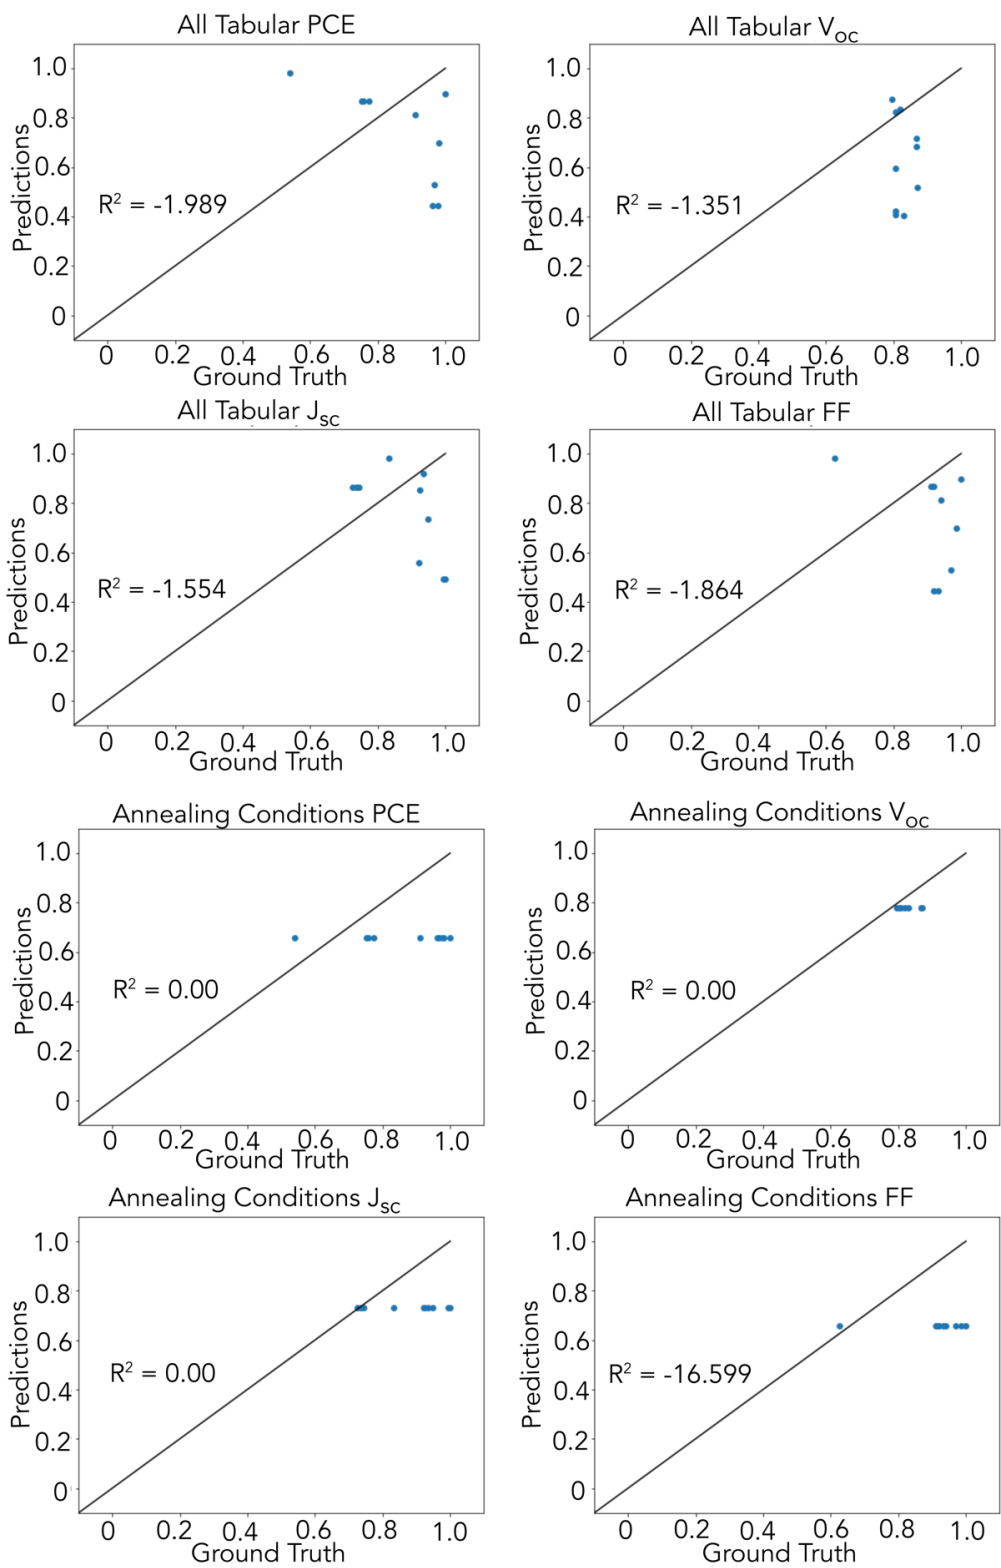 All Tabular PCE
1.0
0.8
0.6
0.4
0.2
0
Predictions
R² = -1.989
0 0.2 0.4 0.6 0.8 1.0
Ground Truth
All Tabular Voc
1.0
0.8
0.6
0.4
0.2
0
Predictions
R² = -1.351
0 0.2 0.4 0.6 0.8 1.0
Ground Truth
All Tabular Jsc
1.0
0.8
0.6
0.4
0.2
0
Predictions
R² = -1.554
0 0.2 0.4 0.6 0.8 1.0
Ground Truth
All Tabular FF
1.0
0.8
0.6
0.4
0.2
0
Predictions
R² = -1.864
0 0.2 0.4 0.6 0.8 1.0
Ground Truth
Annealing Conditions PCE
1.0
0.8
0.6
0.4
0.2
0
Predictions
R² = 0.00
0 0.2 0.4 0.6 0.8 1.0
Ground Truth
Annealing Conditions Voc
1.0
0.8
0.6
0.4
0.2
0
Predictions
R² = 0.00
0 0.2 0.4 0.6 0.8 1.0
Ground Truth
Annealing Conditions Jsc
1.0
0.8
0.6
0.4
0.2
0
Predictions
R² = 0.00
0 0.2 0.4 0.6 0.8 1.0
Ground Truth
Annealing Conditions FF
1.0
0.8
0.6
0.4
0.2
0
Predictions
R² = -16.599
0 0.2 0.4 0.6 0.8 1.0
Ground Truth